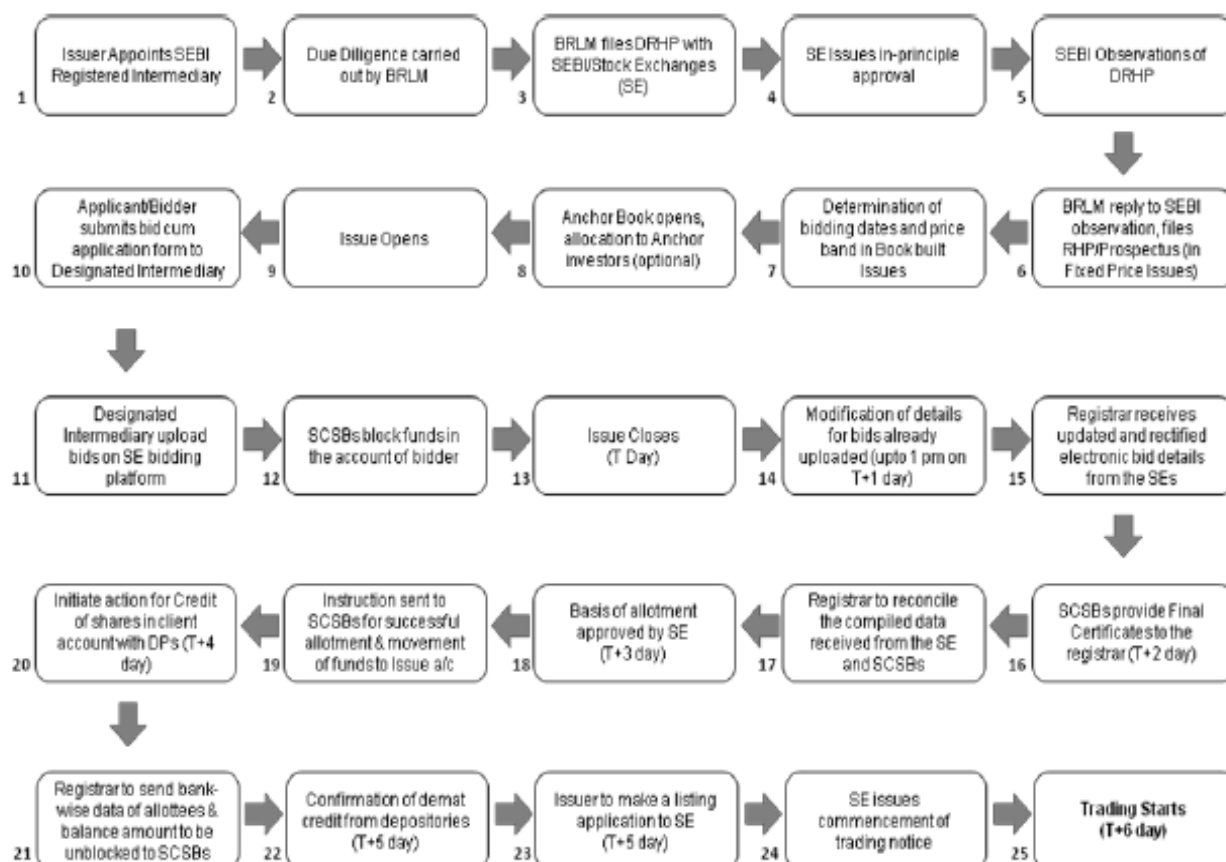 Issuer Appoints SEBI
Registered Intermediary
1
Due Diligence carried
out by BRLM
2
BRLM files DRHP with
SEBI/Stock Exchanges
(SE)
3
SE Issues in-principle
approval
4
SEBI Observations of
DRHP
5
BRLM reply to SEBI
observation, files
RHP/Prospectus (in
Fixed Price Issues)
6
Determination of
bidding dates and price
band in Book built
Issues
7
Anchor Book opens,
allocation to Anchor
investors (optional)
8
Issue Opens
9
Applicant/Bidder
submits bid cum
application form to
Designated Intermediary
10
Designated
Intermediary upload
bids on SE bidding
platform
11
SCSBs block funds in
the account of bidder
12
Issue Closes
(T Day)
13
Modification of details
for bids already
uploaded (upto 1 pm on
T+1 day)
14
Registrar receives
updated and rectified
electronic bid details
from the SEs
15
SCSBs provide Final
Certificates to the
registrar (T+2 day)
16
Registrar to reconcile
the compiled data
received from the SE
and SCSBs
17
Basis of allotment
approved by SE
(T+3 day)
18
Instruction sent to
SCSBs for successful
allotment & movement
of funds to Issue a/c
19
Initiate action for Credit
of shares in client
account with DPs (T+4
day)
20
Registrar to send bank-
wise data of allottees &
balance amount to be
unblocked to SCSBs
21
Confirmation of demat
credit from depositories
(T+5 day)
22
Issuer to make a listing
application to SE
(T+5 day)
23
SE issues
commencement of
trading notice
24
Trading Starts
(T+6 day)
25